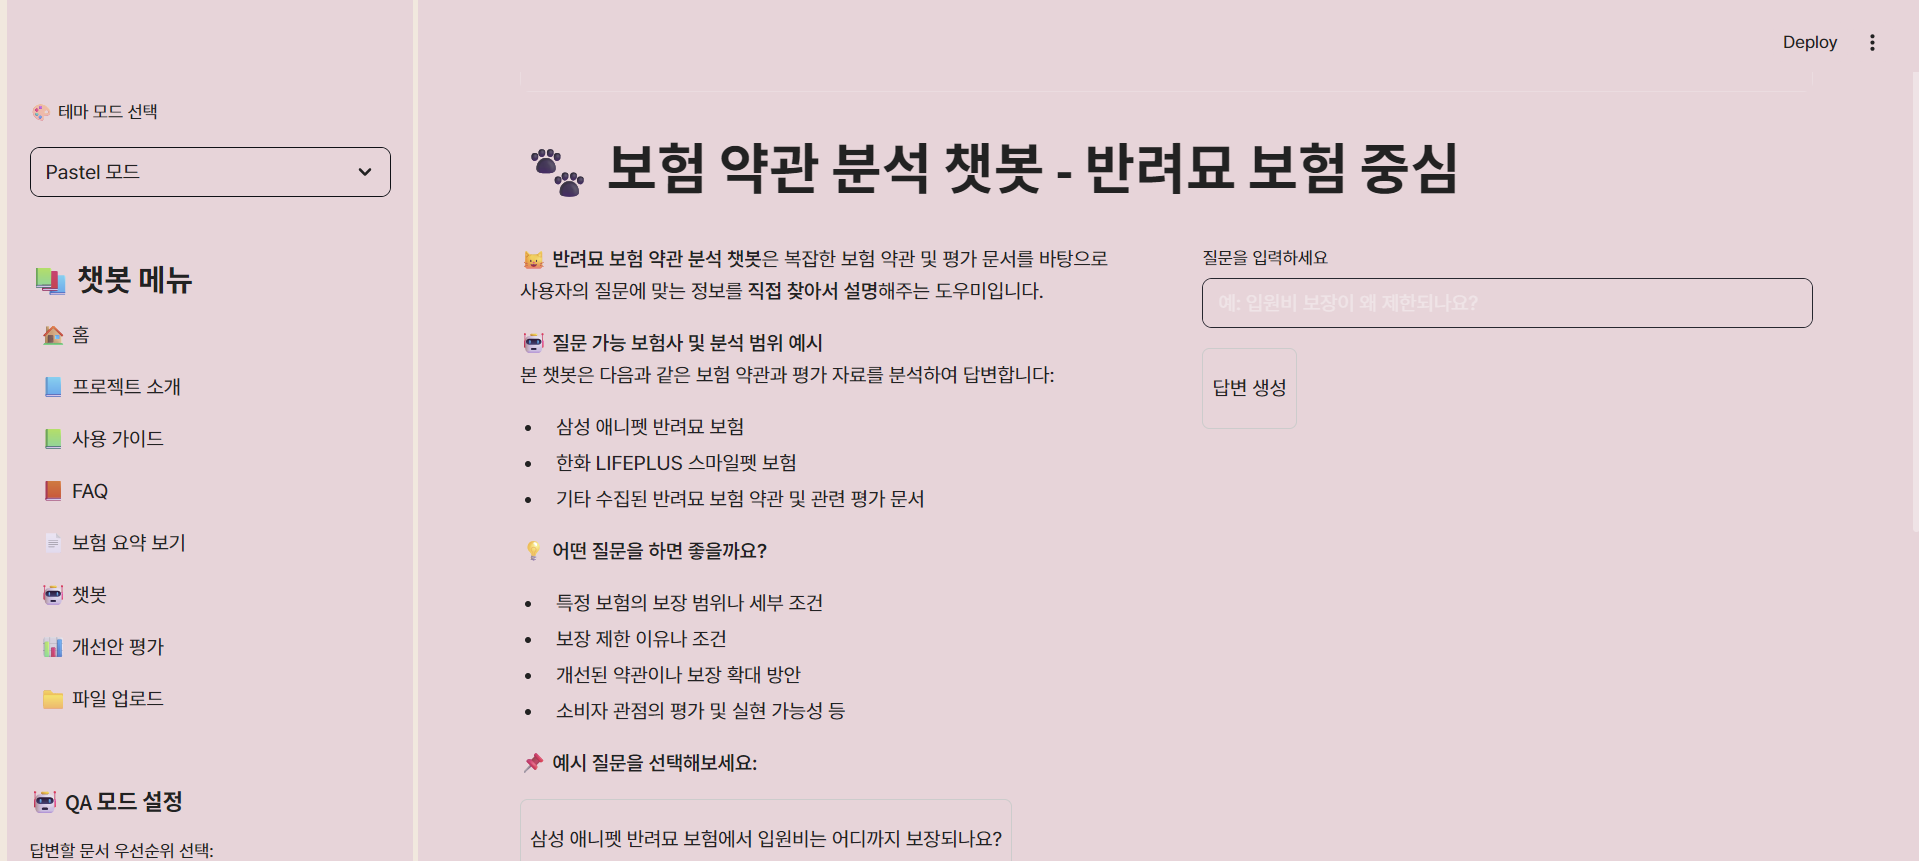 Deploy
테마 모드 선택
Pastel 모드
챗봇 메뉴
홈
프로젝트 소개
사용 가이드
FAQ
보험 요약 보기
챗봇
개선안 평가
파일 업로드
QA 모드 설정
답변할 문서 우선순위 선택:
보험 약관 분석 챗봇 - 반려묘 보험 중심
반려묘 보험 약관 분석 챗봇은 복잡한 보험 약관 및 평가 문서를 바탕으로
사용자의 질문에 맞는 정보를 직접 찾아서 설명해주는 도우미입니다.
질문 가능 보험사 및 분석 범위 예시
본 챗봇은 다음과 같은 보험 약관과 평가 자료를 분석하여 답변합니다:
• 삼성 애니펫 반려묘 보험
• 한화 LIFEPLUS 스마일펫 보험
• 기타 수집된 반려묘 보험 약관 및 관련 평가 문서
어떤 질문을 하면 좋을까요?
• 특정 보험의 보장 범위나 세부 조건
• 보장 제한 이유나 조건
• 개선된 약관이나 보장 확대 방안
• 소비자 관점의 평가 및 실현 가능성 등
예시 질문을 선택해보세요:
삼성 애니펫 반려묘 보험에서 입원비는 어디까지 보장되나요?
질문을 입력하세요
예: 입원비 보장이 왜 제한되나요?
답변 생성